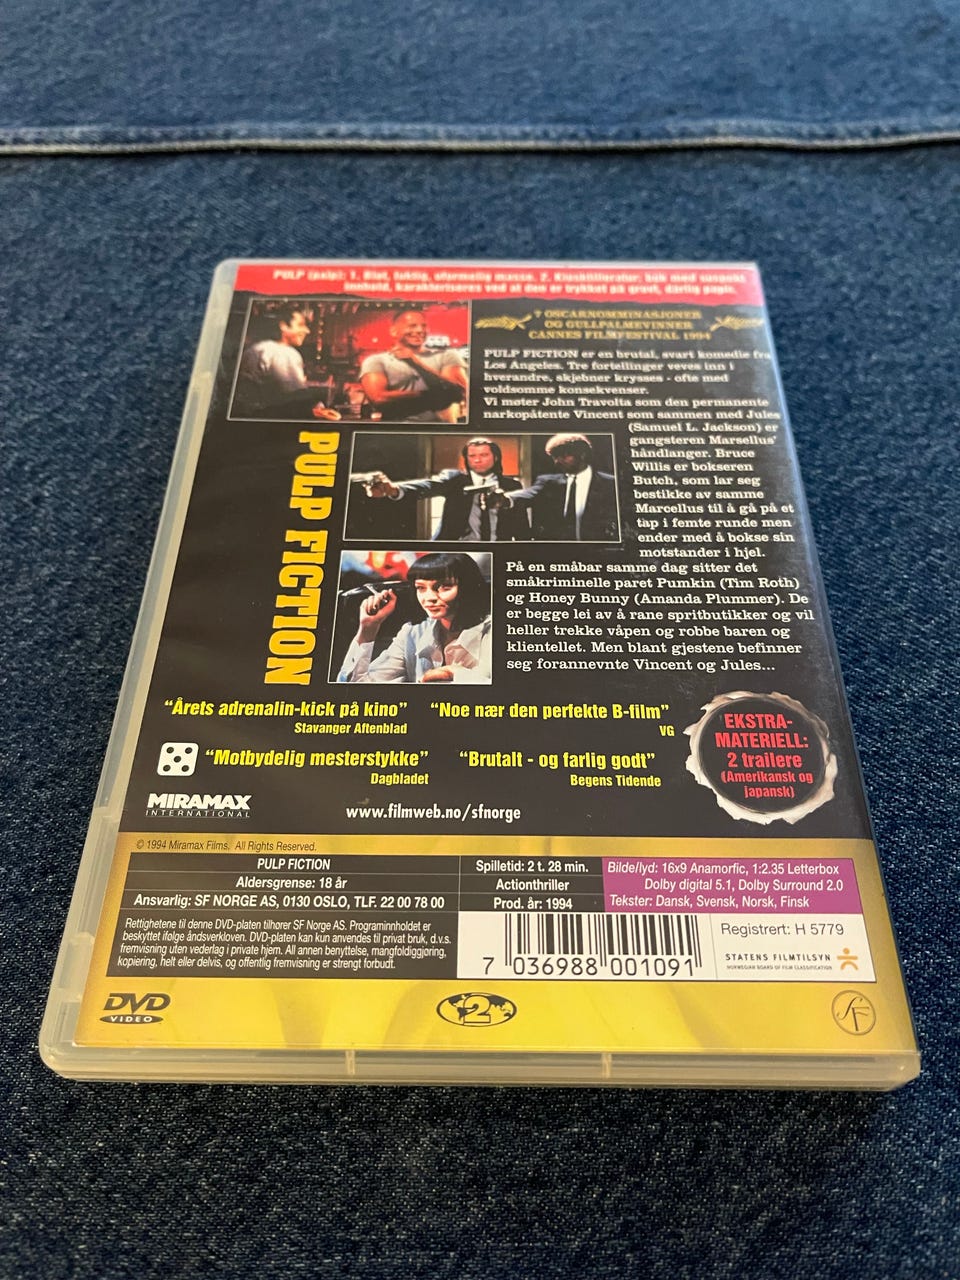 PULP (pølp): 1. Bløt, fuktig, uformelig masse. 2. Kiosklitteratur; bok med suspekt
innhold, karakteriseres ved at den er trykket på grovt, dårlig papir.
7 OSCARNOMMINASJONER
OG GULLPALMEVINNER
CANNES FILMFESTIVAL 1994
PULP FICTION er en brutal, svart komedie fra
Los Angeles. Tre fortellinger veves inn i
hverandre, skjebner krysses - ofte med
voldsomme konsekvenser.
Vi møter John Travolta som den permanente
narkopåtente Vincent som sammen med Jules
(Samuel L. Jackson) er
gangsteren Marsellus'
håndlanger. Bruce
Willis er bokseren
Butch, som lar seg
bestikke av samme
Marcellus til å gå på et
tap i femte runde men
ender med å bokse sin
motstander i hjel.
På en småbar samme dag sitter det
småkriminelle paret Pumkin (Tim Roth)
og Honey Bunny (Amanda Plummer). De
er begge lei av å rane spritbutikker og vil
heller trekke våpen og robbe baren og
klientellet. Men blant gjestene befinner
seg forannevnte Vincent og Jules...
PULP FICTION
"Årets adrenalin-kick på kino"
Stavanger Aftenblad
"Noe nær den perfekte B-film"
VG
"Motbydelig mesterstykke"
Dagbladet
"Brutalt - og farlig godt"
Begens Tidende
EKSTRA-
MATERIELL:
2 trailere
(Amerikansk og
japansk)
MIRAMAX
INTERNATIONAL
www.filmweb.no/sfnorge
© 1994 Miramax Films. All Rights Reserved.
PULP FICTION
Aldersgrense: 18 år
Ansvarlig: SF NORGE AS, 0130 OSLO, TLF. 22 00 78 00
Spilletid: 2 t. 28 min.
Actionthriller
Prod. år: 1994
Bilde/lyd: 16x9 Anamorfic, 1:2.35 Letterbox
Dolby digital 5.1, Dolby Surround 2.0
Tekster: Dansk, Svensk, Norsk, Finsk
Rettighetene til denne DVD-platen tilhører SF Norge AS. Programinnholdet er
beskyttet ifølge åndsverkloven. DVD-platen kan kun anvendes til privat bruk, d.v.s.
fremvisning uten vederlag i private hjem. All annen benyttelse, mangfoldiggjøring,
kopiering, helt eller delvis, og offentlig fremvisning er strengt forbudt.
7 036988 001091
Registrert: H 5779
STATENS FILMTILSYN
NORWEGIAN BOARD OF FILM CLASSIFICATION
DVD
VIDEO
2
SF